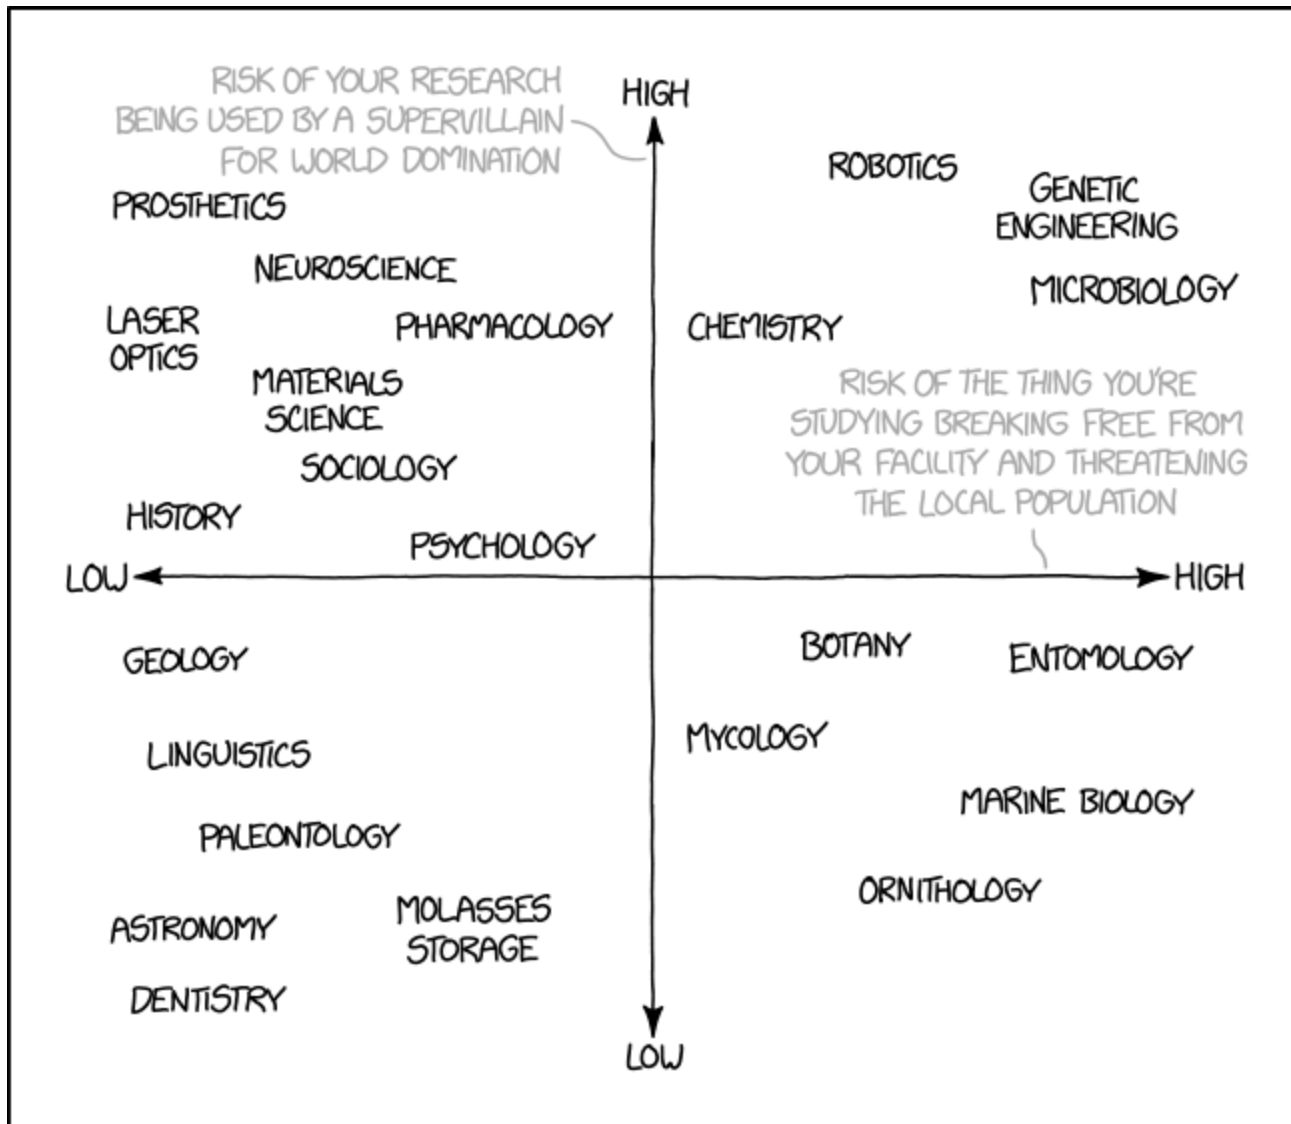 RISK OF YOUR RESEARCH
BEING USED BY A SUPERVILLAIN
FOR WORLD DOMINATION
HIGH
ROBOTICS
GENETIC
ENGINEERING
PROSTHETICS
NEUROSCIENCE
MICROBIOLOGY
LASER
OPTICS
PHARMACOLOGY
CHEMISTRY
MATERIALS
SCIENCE
RISK OF THE THING YOU'RE
STUDYING BREAKING FREE FROM
YOUR FACILITY AND THREATENING
THE LOCAL POPULATION
SOCIOLOGY
HISTORY
PSYCHOLOGY
LOW
HIGH
GEOLOGY
BOTANY
ENTOMOLOGY
LINGUISTICS
MYCOLOGY
MARINE BIOLOGY
PALEONTOLOGY
ORNITHOLOGY
ASTRONOMY
MOLASSES
STORAGE
DENTISTRY
LOW